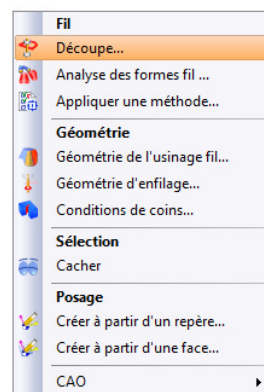 Fil
Découpe...
Analyse des formes fil ...
Appliquer une méthode...
Géométrie
Géométrie de l'usinage fil...
Géométrie d'enfilage...
Conditions de coins...
Sélection
Cacher
Posage
Créer à partir d'un repère...
Créer à partir d'une face...
CAO